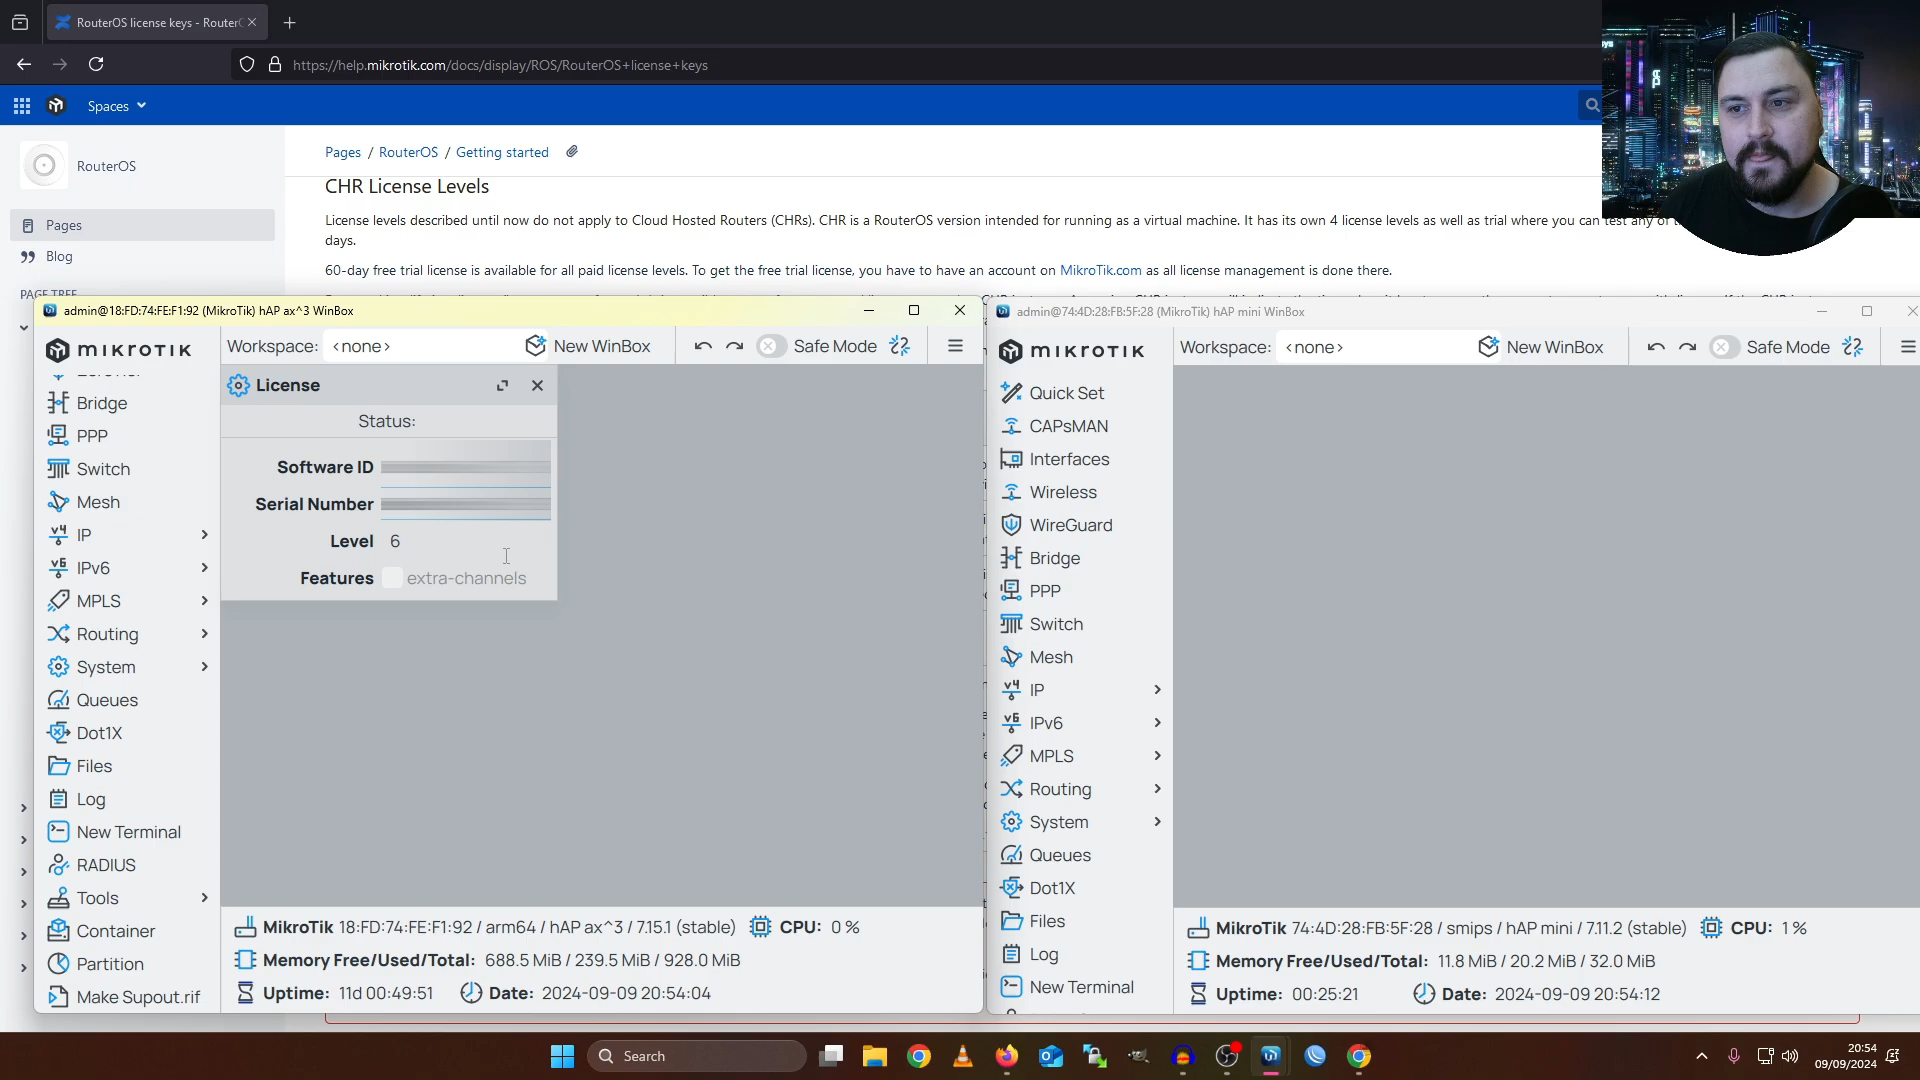 RouterOS license keys - Router
https://help.mikrotik.com/docs/display/ROS/RouterOS+license+keys
Spaces
RouterOS
Pages
Blog
PAGE TREE
Pages / RouterOS / Getting started
CHR License Levels
License levels described until now do not apply to Cloud Hosted Routers (CHRs). CHR is a RouterOS version intended for running as a virtual machine. It has its own 4 license levels as well as trial where you can test any of
days.
60-day free trial license is available for all paid license levels. To get the free trial license, you have to have an account on MikroTik.com as all license management is done there.
admin@18:FD:74:FE:F1:92 (MikroTik) hAP ax^3 WinBox
MikroTik
Workspace: <none>
New WinBox
Safe Mode
License
Status:
Software ID
Serial Number
Level 6
Features extra-channels
Bridge
PPP
Switch
Mesh
IP
IPv6
MPLS
Routing
System
Queues
Dot1X
Files
Log
New Terminal
RADIUS
Tools
Container
Partition
Make Supout.rif
MikroTik 18:FD:74:FE:F1:92 / arm64 / hAP ax^3 / 7.15.1 (stable) CPU: 0 %
Memory Free/Used/Total: 688.5 MiB / 239.5 MiB / 928.0 MiB
Uptime: 11d 00:49:51 Date: 2024-09-09 20:54:04
admin@74:4D:28:FB:5F:28 (MikroTik) hAP mini WinBox
MikroTik
Workspace: <none>
New WinBox
Safe Mode
Quick Set
CAPsMAN
Interfaces
Wireless
WireGuard
Bridge
PPP
Switch
Mesh
IP
IPv6
MPLS
Routing
System
Queues
Dot1X
Files
Log
New Terminal
MikroTik 74:4D:28:FB:5F:28 / smips / hAP mini / 7.11.2 (stable) CPU: 1 %
Memory Free/Used/Total: 11.8 MiB / 20.2 MiB / 32.0 MiB
Uptime: 00:25:21 Date: 2024-09-09 20:54:12
Search
20:54
09/09/2024